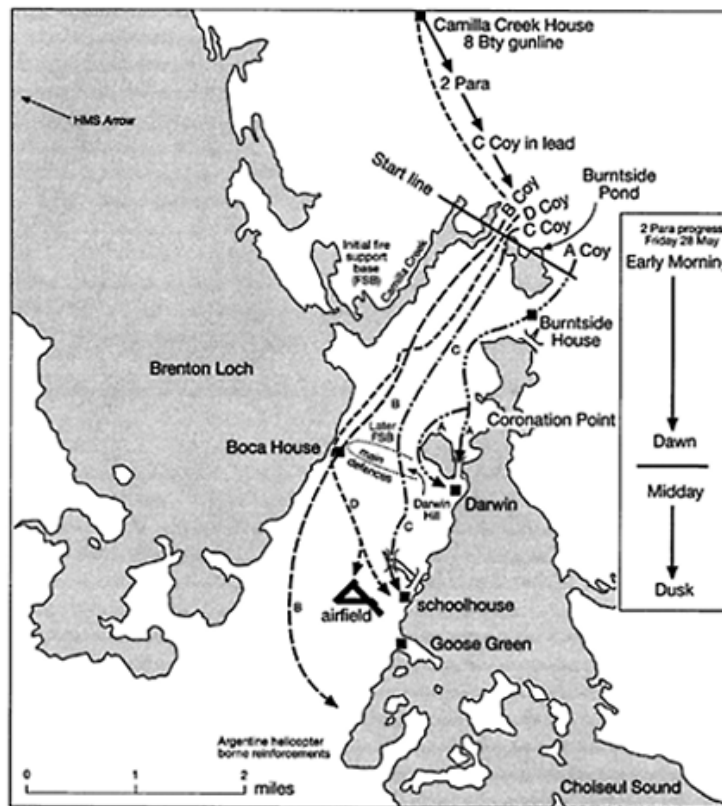 Camilla Creek House
8 Bty gunline
HMS Arrow
2 Para
C Coy in lead
Start line
Burntside
Pond
B Coy
D Coy
C Coy
A Coy
2 Para progress
Friday 28 May
Early Morning
Initial fire
support
base
(FSB)
Camilla Creek
Burntside
House
Brenton Loch
C
B
Later
FSB
Coronation Point
A
A
Dawn
Boca House
main
defences
Midday
Darwin
Darwin
Hill
D
C
B
Dusk
airfield
schoolhouse
Goose Green
Argentine helicopter
borne reinforcements
0 1 2
miles
Cholseul Sound